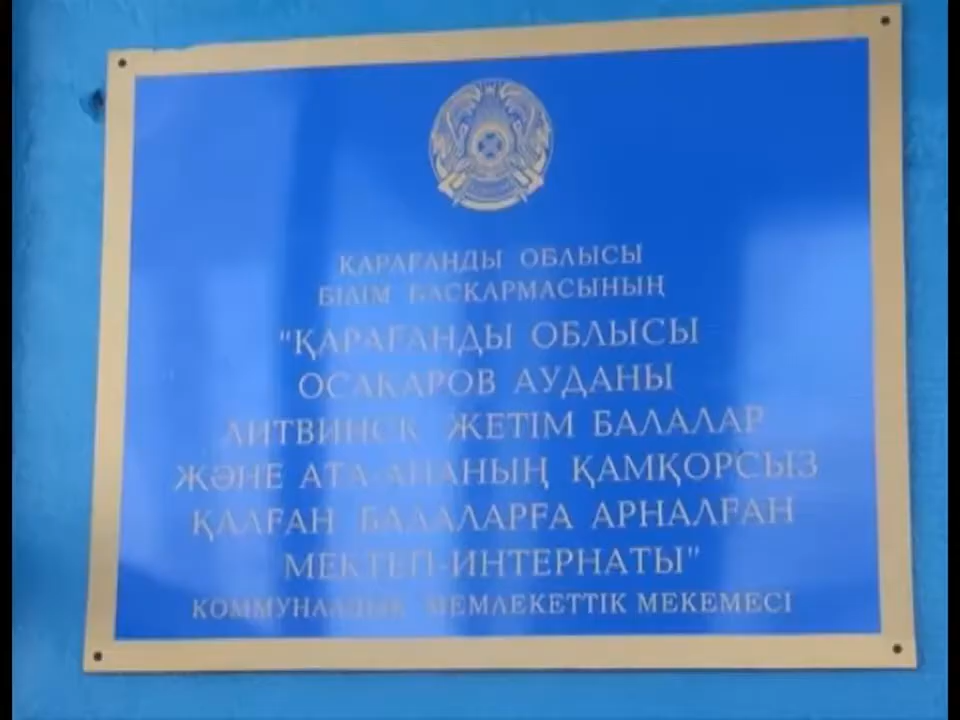 ҚАРАҒАНДЫ ОБЛЫСЫ
БІЛІМ БАСҚАРМАСЫНЫҢ
"ҚАРАҒАНДЫ ОБЛЫСЫ
ОСАКАРОВ АУДАНЫ
ЛИТВИНСК ЖЕТІМ БАЛАЛАР
ЖӘНЕ АТА-АНАНЫҢ ҚАМҚОРСЫЗ
ҚАЛҒАН БАЛАЛАРҒА АРНАЛҒАН
МЕКТЕП-ИНТЕРНАТЫ"
КОММУНАЛДЫҚ МЕМЛЕКЕТТІК МЕКЕМЕСІ